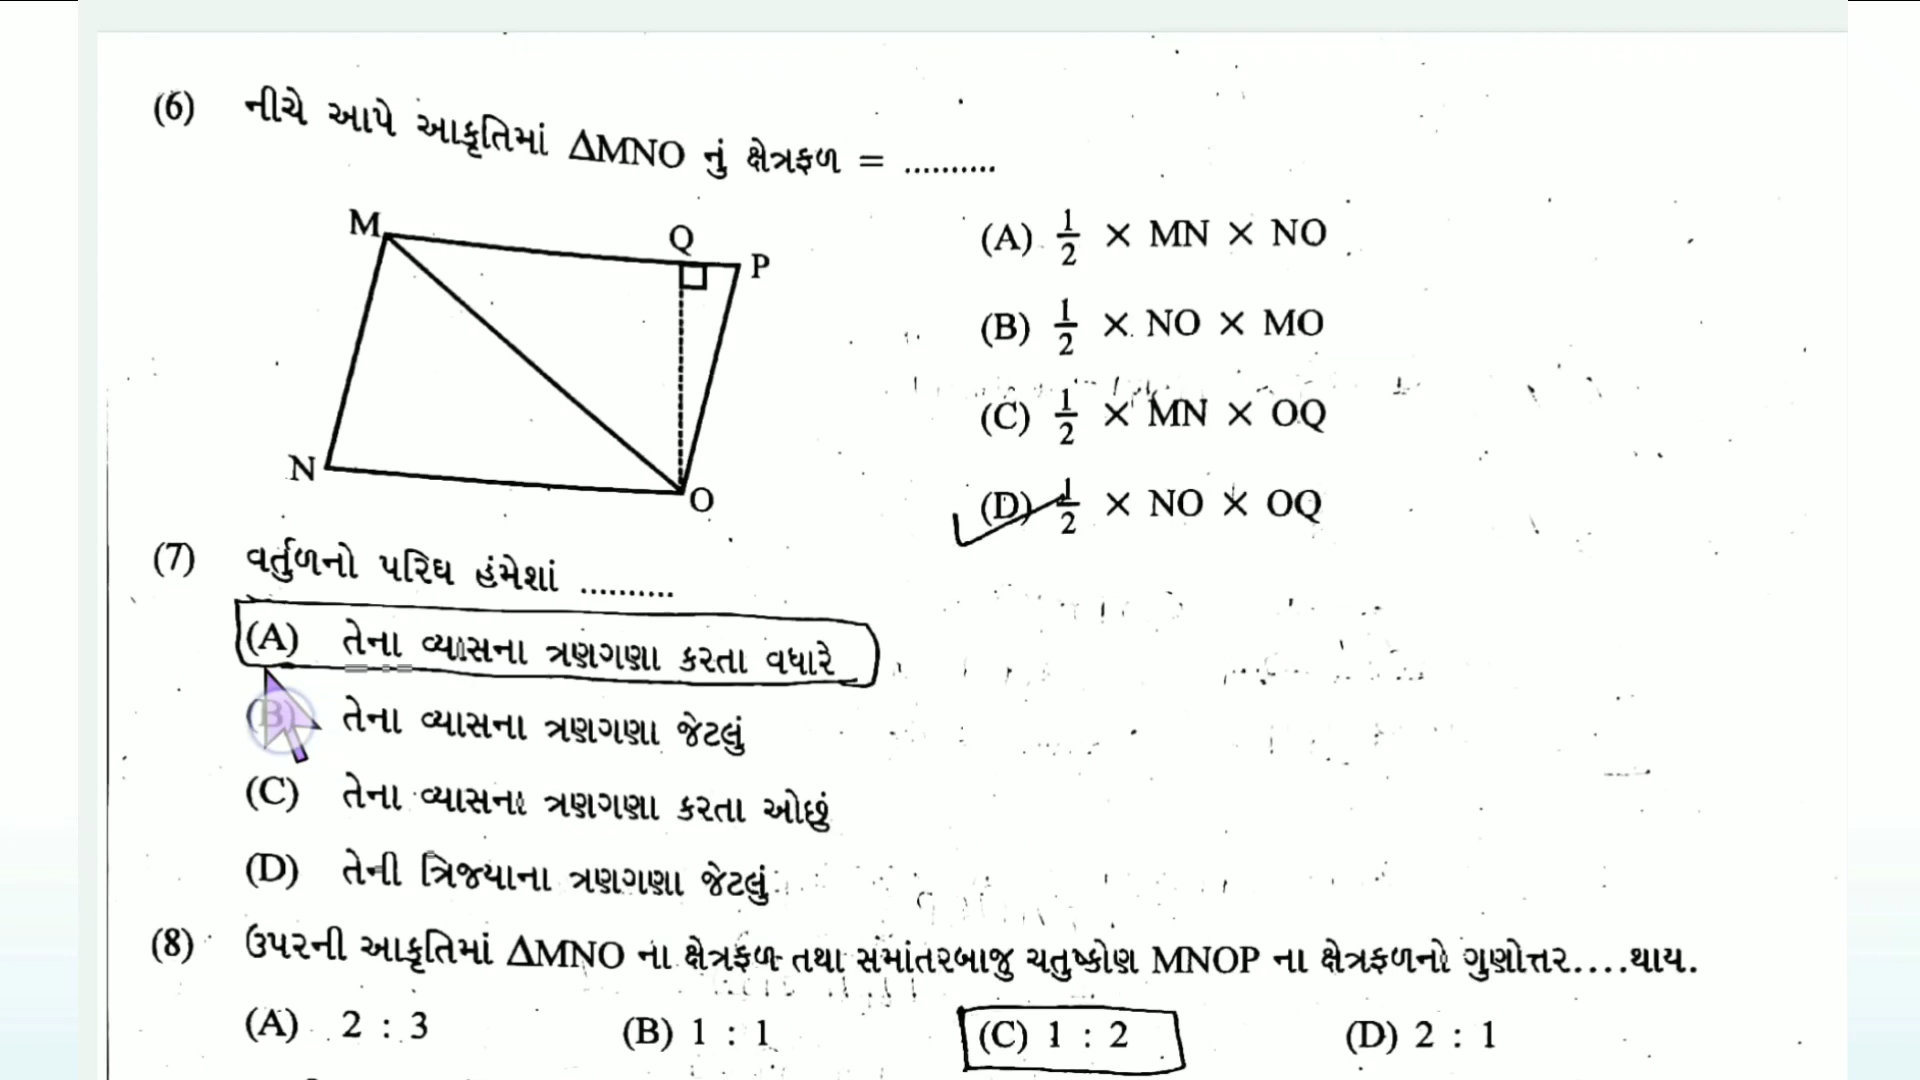 (6) નીચે આપે આકૃતિમાં ΔMNO નું ક્ષેત્રફળ = ..........
M
Q
P
N
O
(A) 1/2 × MN × NO
(B) 1/2 × NO × MO
(C) 1/2 × MN × OQ
(D) 1/2 × NO × OQ
(7) વર્તુળનો પરિઘ હંમેશાં ..........
(A) તેના વ્યાસના ત્રણગણા કરતા વધારે
(B) તેના વ્યાસના ત્રણગણા જેટલું
(C) તેના વ્યાસના ત્રણગણા કરતા ઓછું
(D) તેની ત્રિજ્યાના ત્રણગણા જેટલું
(8) ઉપરની આકૃતિમાં ΔMNO ના ક્ષેત્રફળ તથા સમાંતરબાજુ ચતુષ્કોણ MNOP ના ક્ષેત્રફળનો ગુણોત્તર....થાય.
(A) 2 : 3 (B) 1 : 1 (C) 1 : 2 (D) 2 : 1